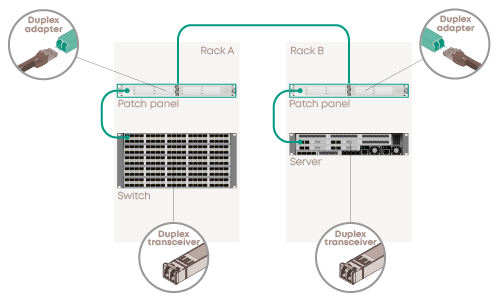 Duplex
adapter
Rack A
Rack B
Duplex
adapter
Patch panel
Patch panel
Switch
Server
Duplex
transceiver
Duplex
transceiver